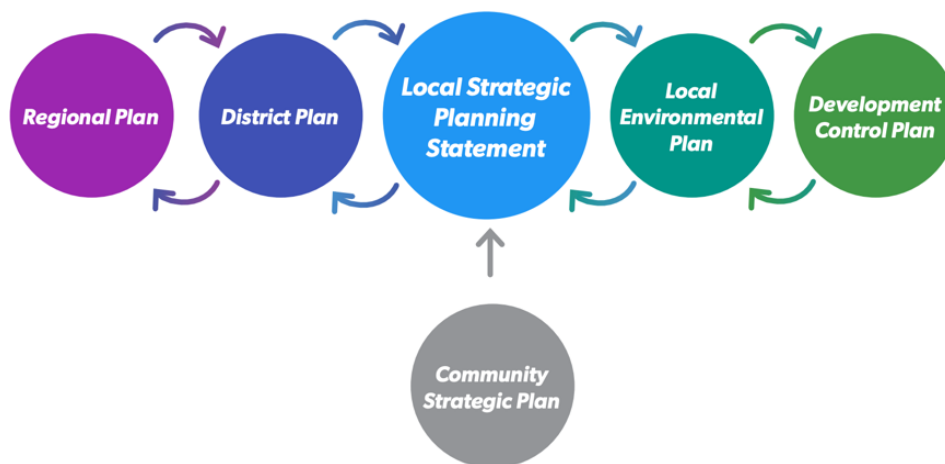 Regional Plan
District Plan
Local Strategic
Planning
Statement
Local
Environmental
Plan
Development
Control Plan
Community
Strategic Plan